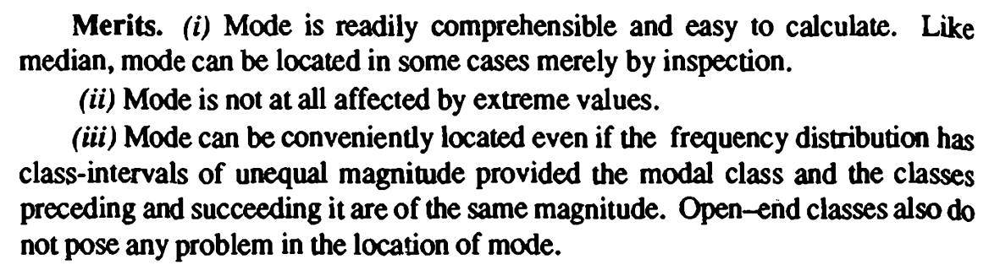 Merits. (i) Mode is readily comprehensible and easy to calculate. Like
median, mode can be located in some cases merely by inspection.
(ii) Mode is not at all affected by extreme values.
(iii) Mode can be conveniently located even if the frequency distribution has
class-intervals of unequal magnitude provided the modal class and the classes
preceding and succeeding it are of the same magnitude. Open–end classes also do
not pose any problem in the location of mode.